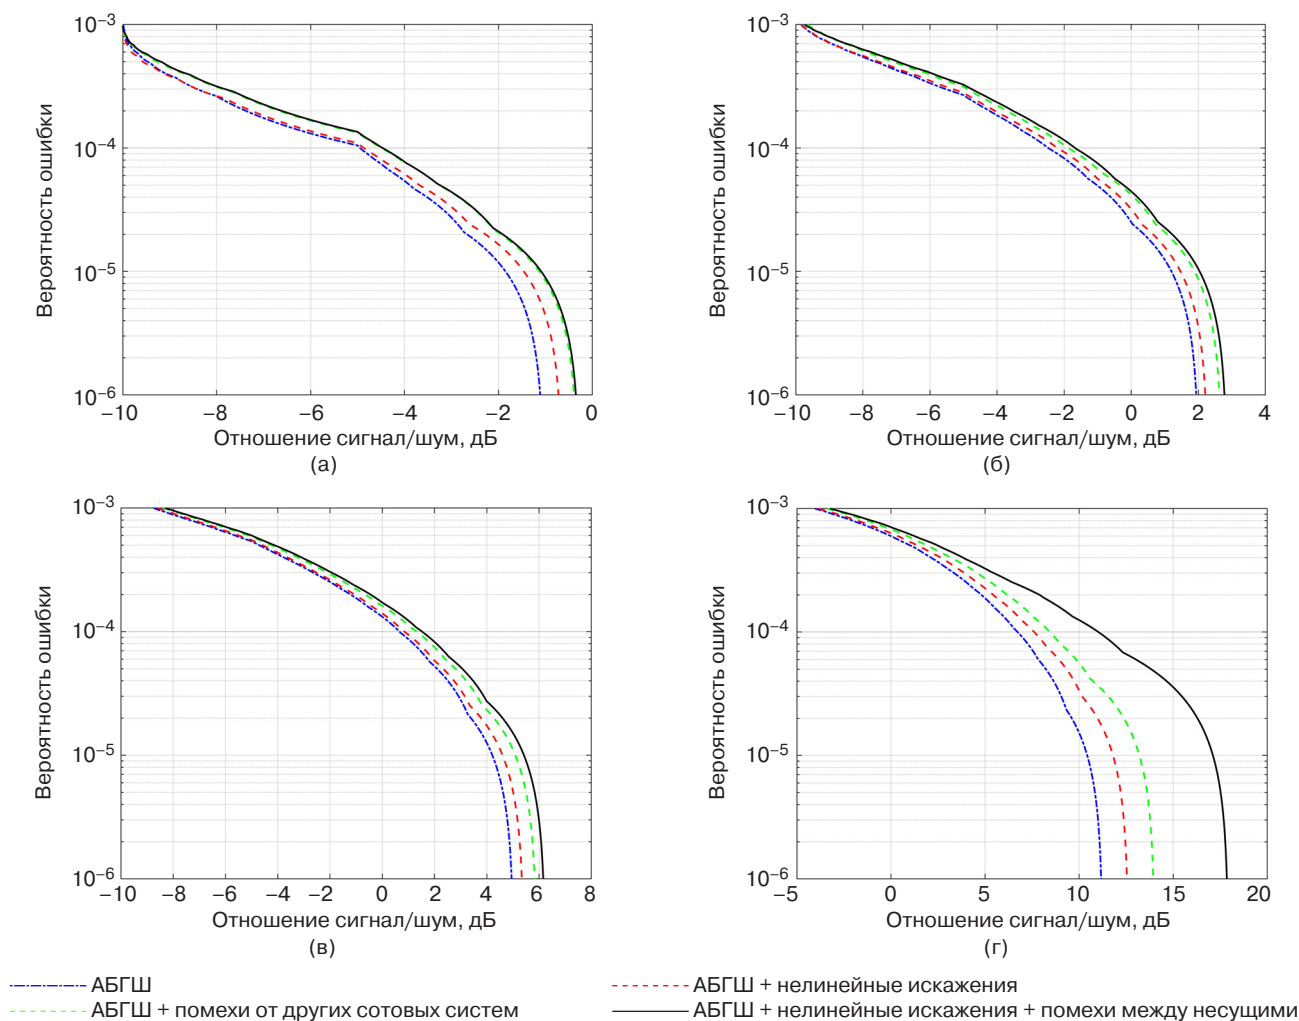 10−3
10−4
10−5
10−6
Вероятность ошибки
−10 −8 −6 −4 −2 0
Отношение сигнал/шум, дБ
(а)
10−3
10−4
10−5
10−6
Вероятность ошибки
−10 −8 −6 −4 −2 0 2 4
Отношение сигнал/шум, дБ
(б)
10−3
10−4
10−5
10−6
Вероятность ошибки
−10 −8 −6 −4 −2 0 2 4 6 8
Отношение сигнал/шум, дБ
(в)
10−3
10−4
10−5
10−6
Вероятность ошибки
−5 0 5 10 15 20
Отношение сигнал/шум, дБ
(г)
АБГШ
АБГШ + нелинейные искажения
АБГШ + помехи от других сотовых систем
АБГШ + нелинейные искажения + помехи между несущими